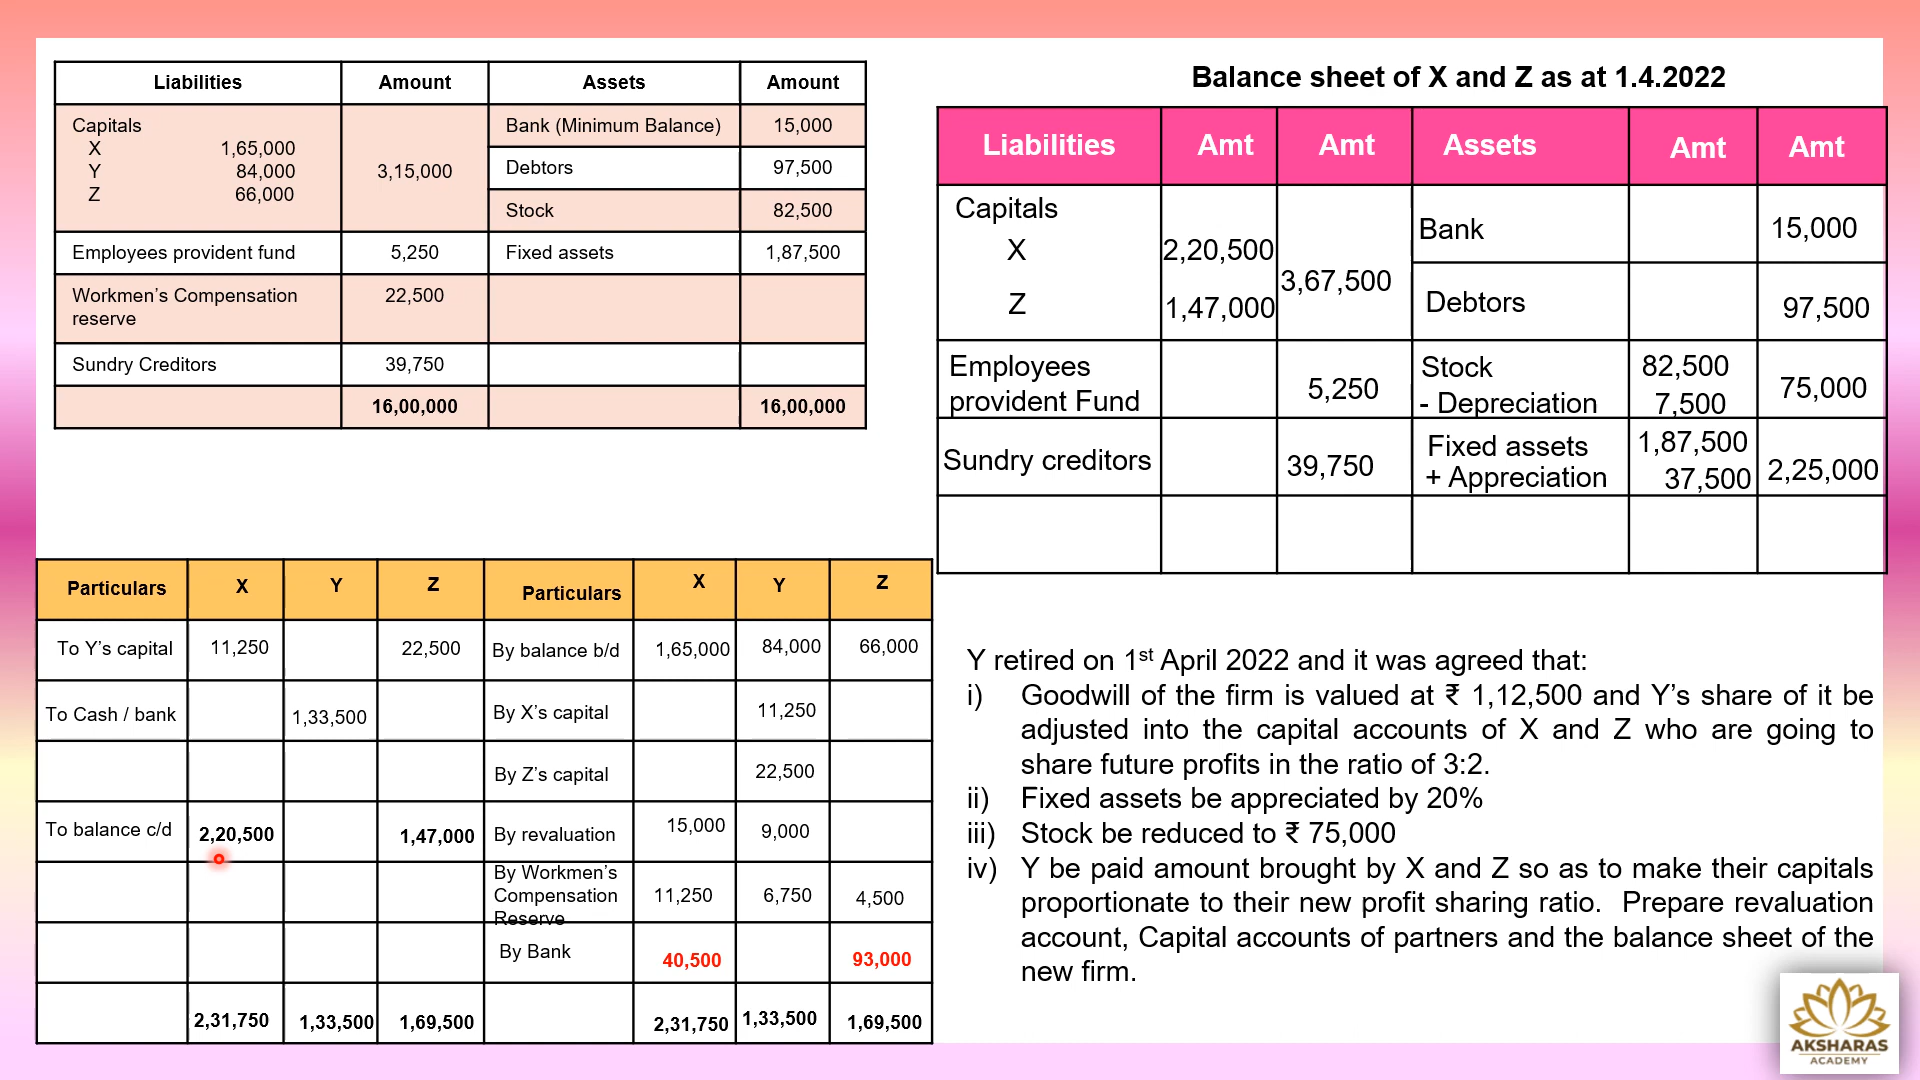 Liabilities Amount Assets Amount
Capitals Bank (Minimum Balance) 15,000
X 1,65,000
Y 84,000 3,15,000 Debtors 97,500
Z 66,000
Stock 82,500
Employees provident fund 5,250 Fixed assets 1,87,500
Workmen’s Compensation 22,500
reserve
Sundry Creditors 39,750
16,00,000 16,00,000
Balance sheet of X and Z as at 1.4.2022
Liabilities Amt Amt Assets Amt Amt
Capitals
X 2,20,500 Bank 15,000
3,67,500
Z 1,47,000 Debtors 97,500
Employees Stock 82,500
5,250 75,000
provident Fund - Depreciation 7,500
Sundry creditors 39,750 Fixed assets 1,87,500
+ Appreciation 37,500 2,25,000
Particulars X Y Z Particulars X Y Z
To Y’s capital 11,250 22,500 By balance b/d 1,65,000 84,000 66,000
To Cash / bank 1,33,500 By X’s capital 11,250
By Z’s capital 22,500
To balance c/d 2,20,500 1,47,000 By revaluation 15,000 9,000
By Workmen’s
Compensation 11,250 6,750 4,500
Reserve
By Bank 40,500 93,000
2,31,750 1,33,500 1,69,500 2,31,750 1,33,500 1,69,500
Y retired on 1st April 2022 and it was agreed that:
i) Goodwill of the firm is valued at ₹ 1,12,500 and Y’s share of it be
adjusted into the capital accounts of X and Z who are going to
share future profits in the ratio of 3:2.
ii) Fixed assets be appreciated by 20%
iii) Stock be reduced to ₹ 75,000
iv) Y be paid amount brought by X and Z so as to make their capitals
proportionate to their new profit sharing ratio. Prepare revaluation
account, Capital accounts of partners and the balance sheet of the
new firm.
AKSHARAS
ACADEMY